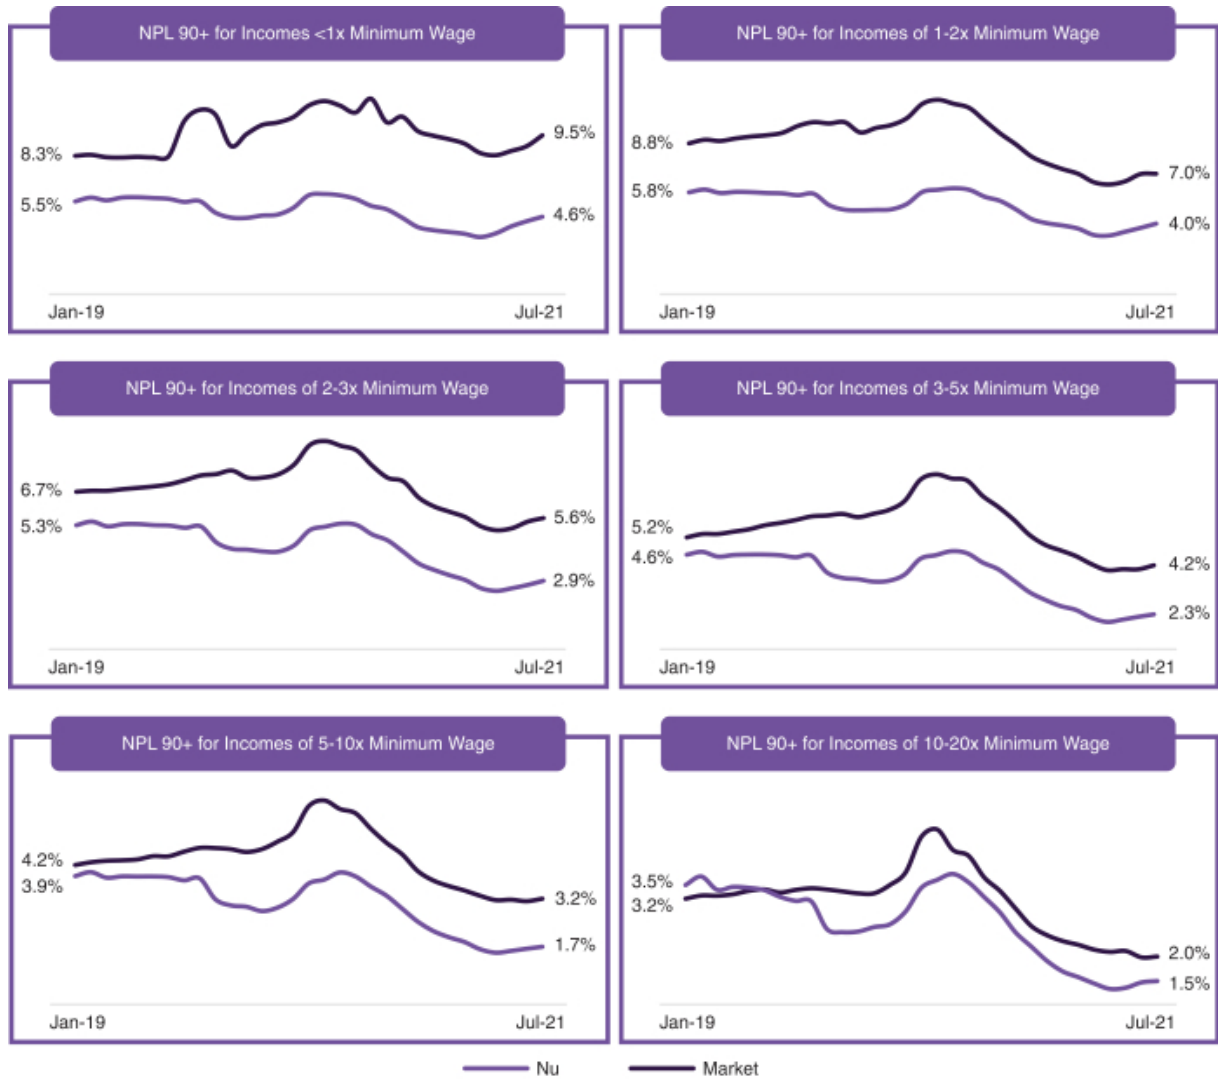 NPL 90+ for Incomes <1x Minimum Wage
8.3%
5.5%
9.5%
4.6%
Jan-19 Jul-21
NPL 90+ for Incomes of 1-2x Minimum Wage
8.8%
5.8%
7.0%
4.0%
Jan-19 Jul-21
NPL 90+ for Incomes of 2-3x Minimum Wage
6.7%
5.3%
5.6%
2.9%
Jan-19 Jul-21
NPL 90+ for Incomes of 3-5x Minimum Wage
5.2%
4.6%
4.2%
2.3%
Jan-19 Jul-21
NPL 90+ for Incomes of 5-10x Minimum Wage
4.2%
3.9%
3.2%
1.7%
Jan-19 Jul-21
NPL 90+ for Incomes of 10-20x Minimum Wage
3.5%
3.2%
2.0%
1.5%
Jan-19 Jul-21
Nu Market